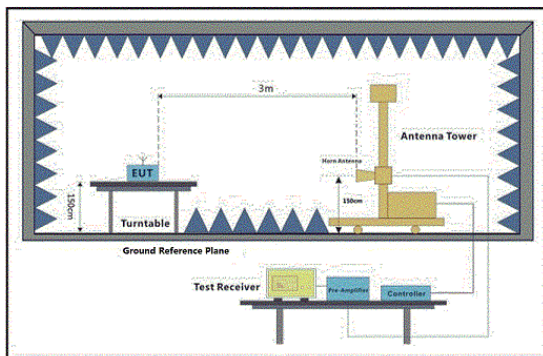 3m
Antenna Tower
Horn Antenna
EUT
150cm
150cm
Turntable
Ground Reference Plane
Test Receiver
Pre-Amplifier
Controller